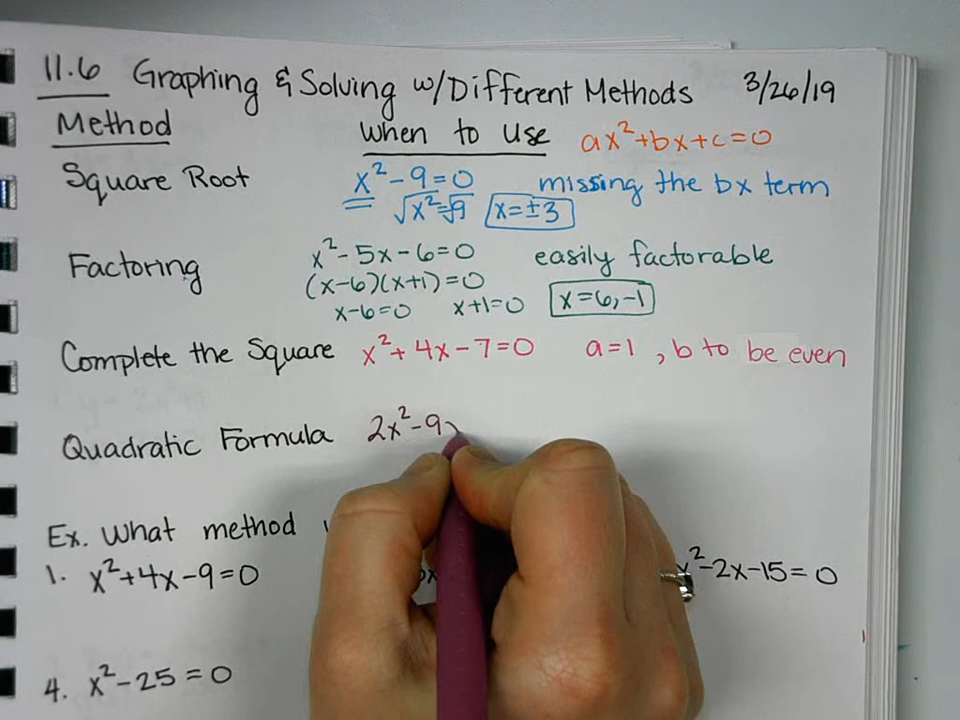 11.6 Graphing & Solving w/Different Methods 3/26/19
Method when to use ax²+bx+c=0
Square Root x²-9=0 missing the bx term
√x²=√9 x=±3
Factoring x²-5x-6=0 easily factorable
(x-6)(x+1)=0
x-6=0 x+1=0 x=6,-1
Complete the Square x²+4x-7=0 a=1, b to be even
Quadratic Formula 2x²-9
Ex. What method
1. x²+4x-9=0 x²-2x-15=0
4. x²-25=0